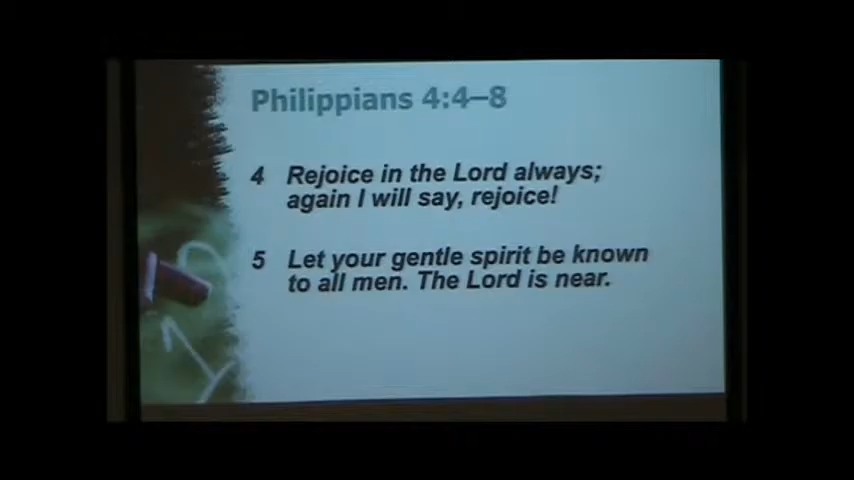 Philippians 4:4–8
4 Rejoice in the Lord always;
again I will say, rejoice!
5 Let your gentle spirit be known
to all men. The Lord is near.